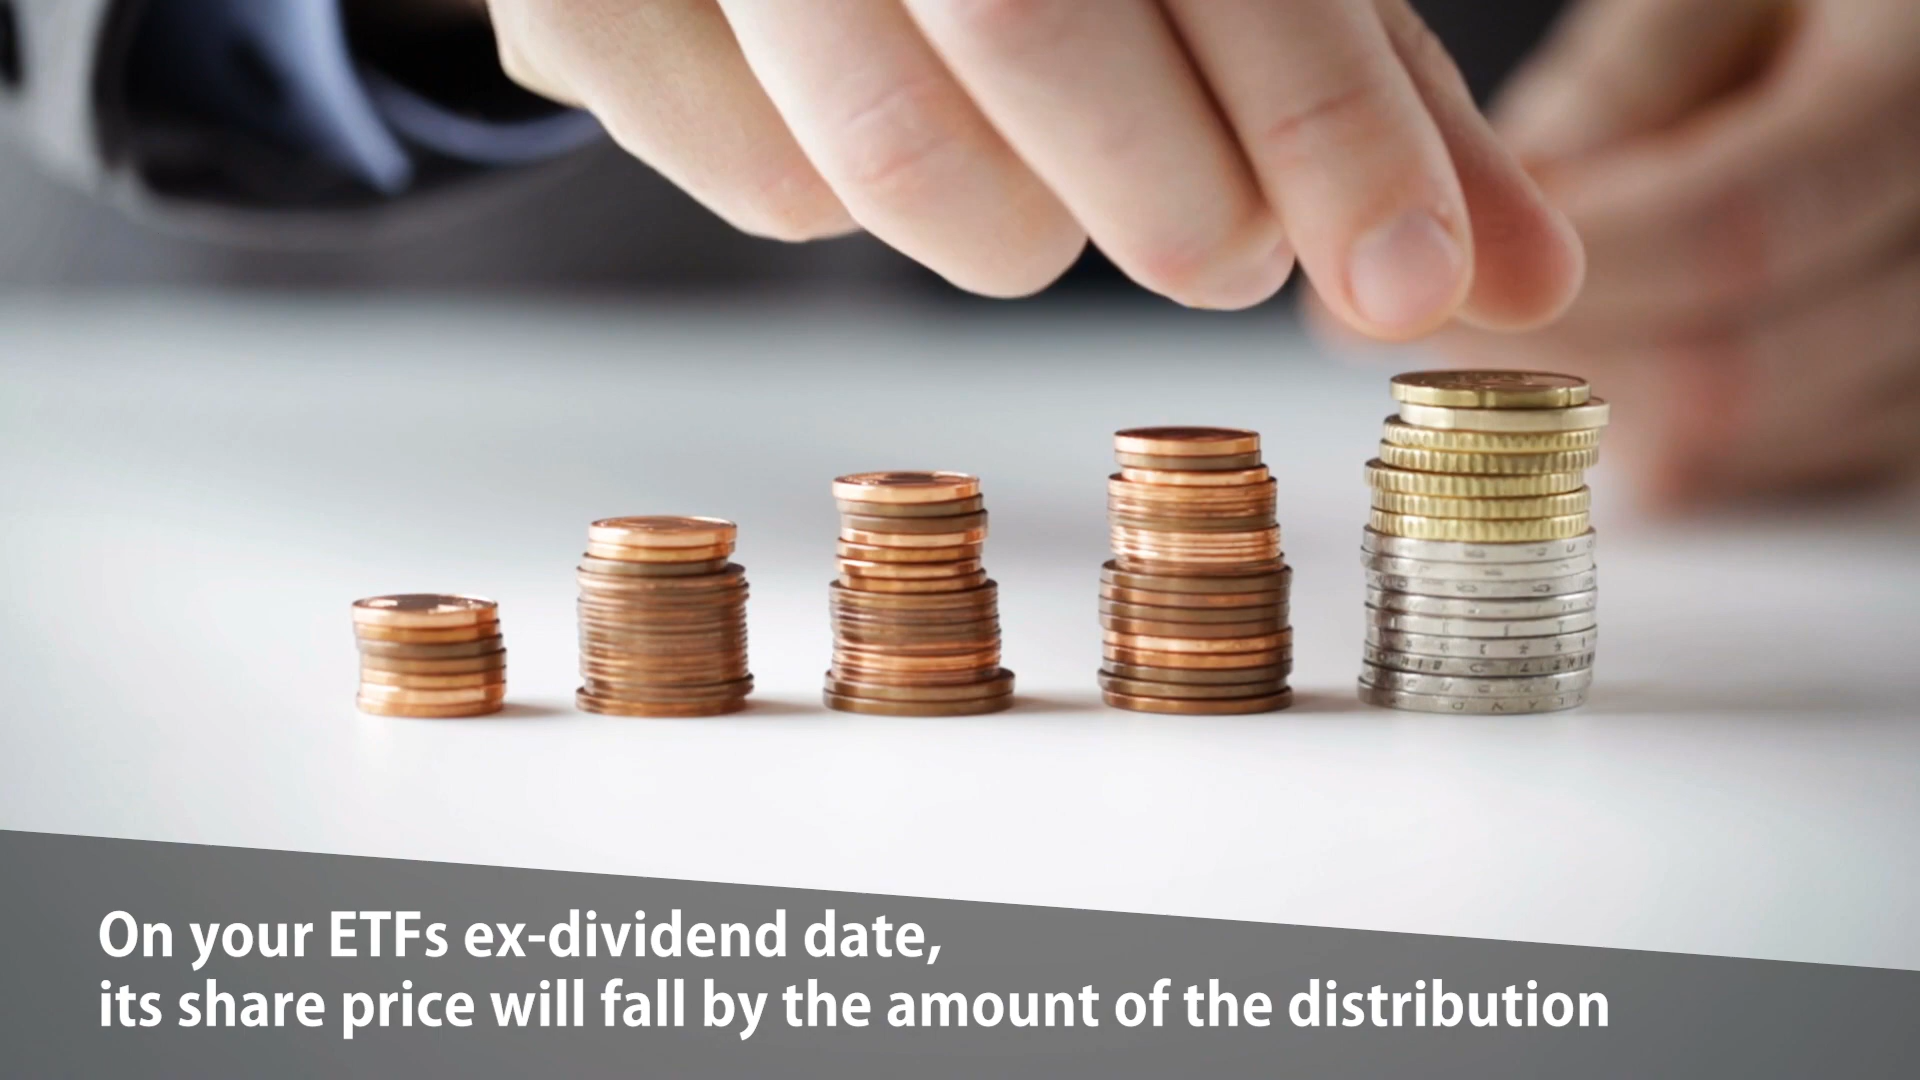 On your ETFs ex-dividend date,
its share price will fall by the amount of the distribution